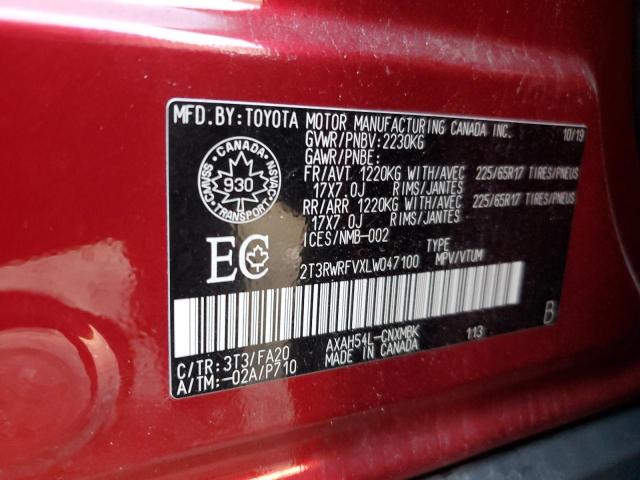 MFD.BY: TOYOTA MOTOR MANUFACTURING CANADA INC. 10/19
GVWR/PNBV: 2230KG
GAWR/PNBE:
FR/AVT 1220KG WITH/AVEC 225/65R17 TIRES/PNEUS
17X7.0J RIMS/JANTES
RR/ARR 1220KG WITH/AVEC 225/65R17 TIRES/PNEUS
17X7.0J RIMS/JANTES
ICES/NMB-002
CANADA
CMVSS 930 NSVAC
TRANSPORT
EC
TYPE
2T3RWRFVXLW047100 MPV/VTUM
B
C/TR: 3T3/FA20 AXAH54L-CNXMBK 113
A/TM: -02A/P710 MADE IN CANADA